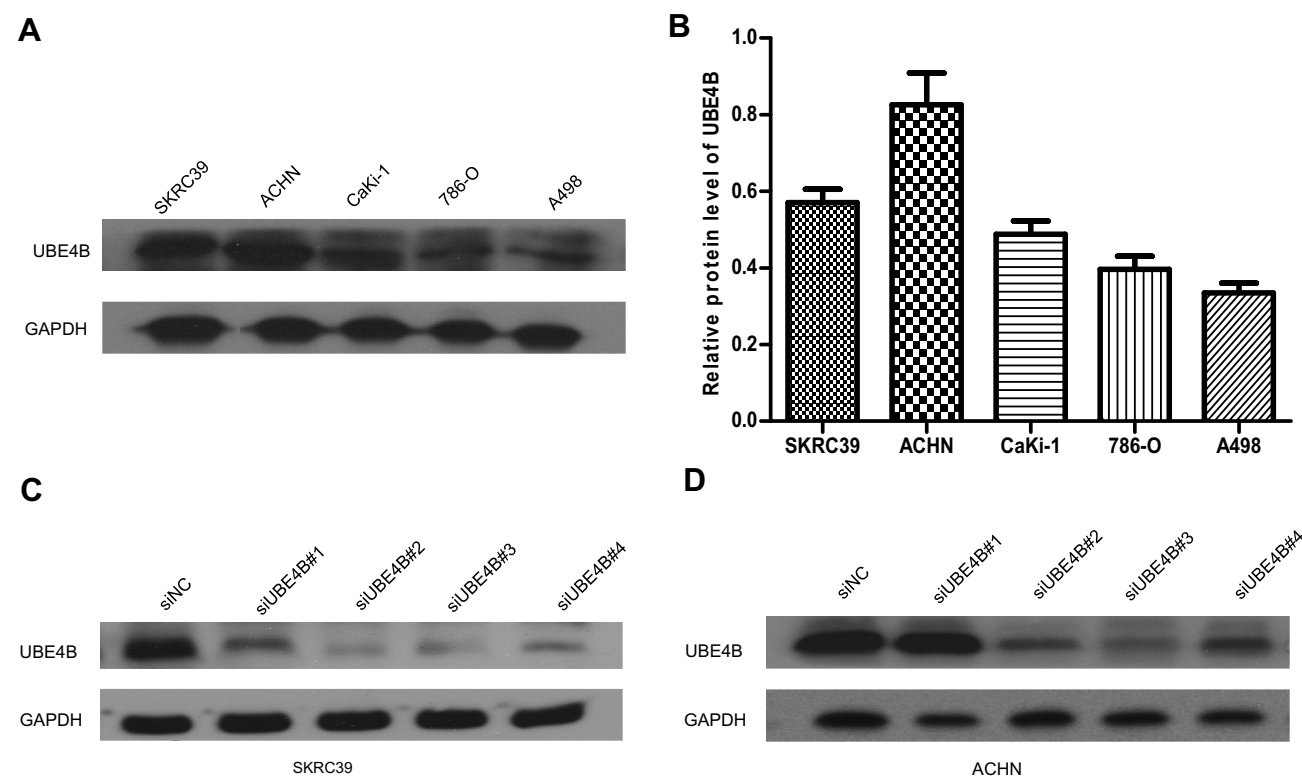 A
SKRC39 ACHN CaKi-1 786-O A498
UBE4B
GAPDH
B
Relative protein level of UBE4B
1.0
0.8
0.6
0.4
0.2
0.0
SKRC39 ACHN CaKi-1 786-O A498
C
siNC siUBE4B#1 siUBE4B#2 siUBE4B#3 siUBE4B#4
UBE4B
GAPDH
SKRC39
D
siNC siUBE4B#1 siUBE4B#2 siUBE4B#3 siUBE4B#4
UBE4B
GAPDH
ACHN